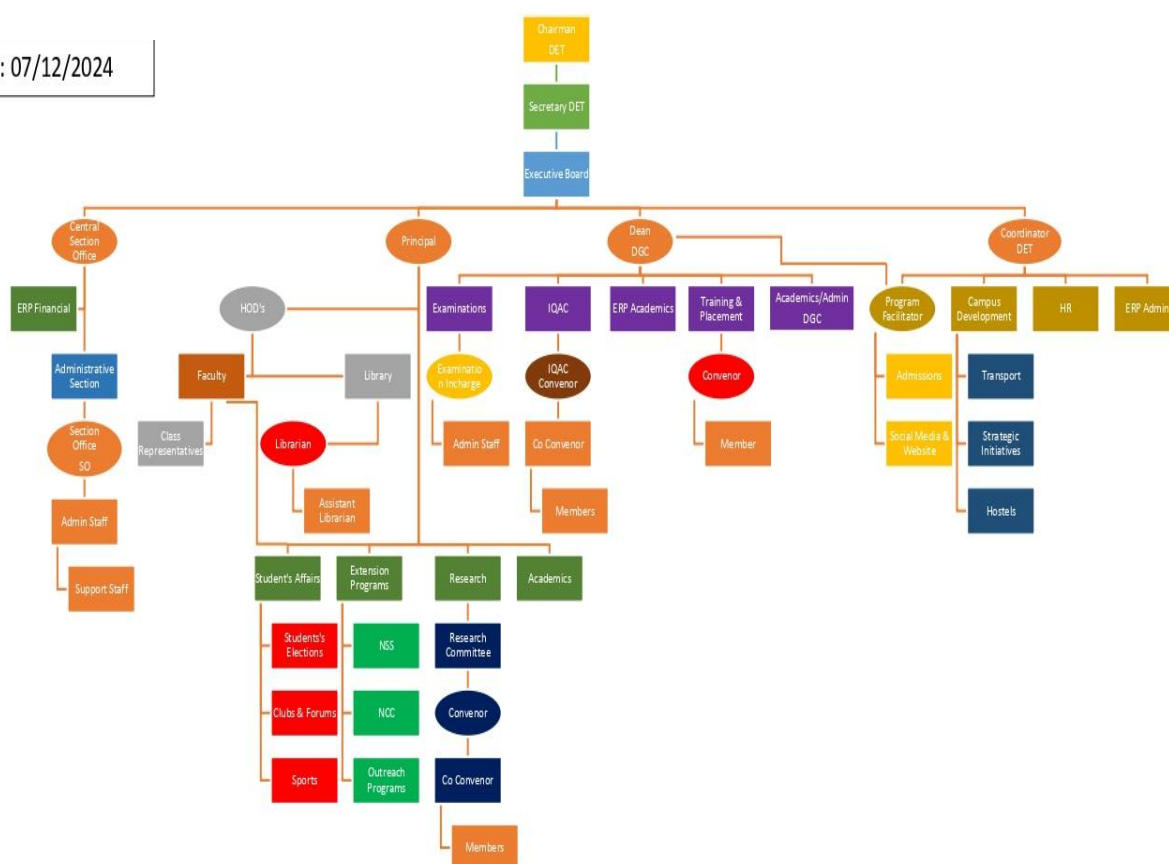 : 07/12/2024
Chairman
DET
Secretary DET
Executive Board
Central
Section
Office
Principal
Dean
DGC
Coordinator
DET
ERP Financial
HOD's
Examinations
IQAC
ERP Academics
Training &
Placement
Academics/Admin
DGC
Program
Facilitator
Campus
Development
HR
ERP Admin
Administrative
Section
Faculty
Library
Examinatio
n Incharge
IQAC
Convenor
Convenor
Admissions
Transport
Section
Office
SO
Class
Representatives
Librarian
Admin Staff
Co Convenor
Member
Social Media &
Website
Strategic
Initiatives
Admin Staff
Assistant
Librarian
Members
Hostels
Support Staff
Student's Affairs
Extension
Programs
Research
Academics
Students's
Elections
NSS
Research
Committee
Clubs & Forums
NCC
Convenor
Sports
Outreach
Programs
Co Convenor
Members